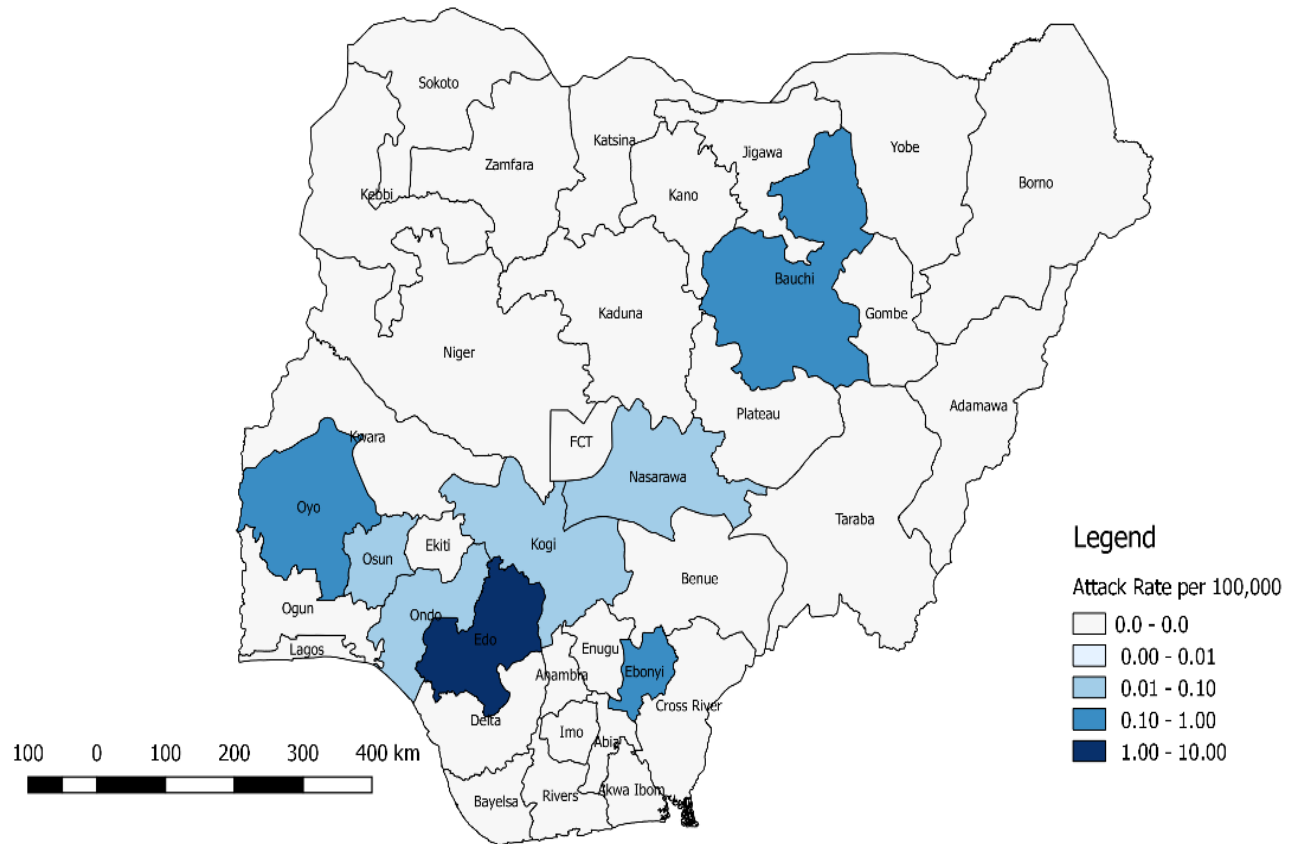 Sokoto
Katsina
Jigawa
Yobe
Zamfara
Borno
Kebbi
Kano
Bauchi
Kaduna
Gombe
Niger
Adamawa
Plateau
Kwara
FCT
Nasarawa
Oyo
Taraba
Osun
Ekiti
Kogi
Benue
Ogun
Ondo
Edo
Lagos
Enugu
Anambra
Ebonyi
Cross River
Delta
Imo
Abia
Bayelsa
Rivers
Akwa Ibom
100 0 100 200 300 400 km
Legend
Attack Rate per 100,000
0.0 - 0.0
0.00 - 0.01
0.01 - 0.10
0.10 - 1.00
1.00 - 10.00